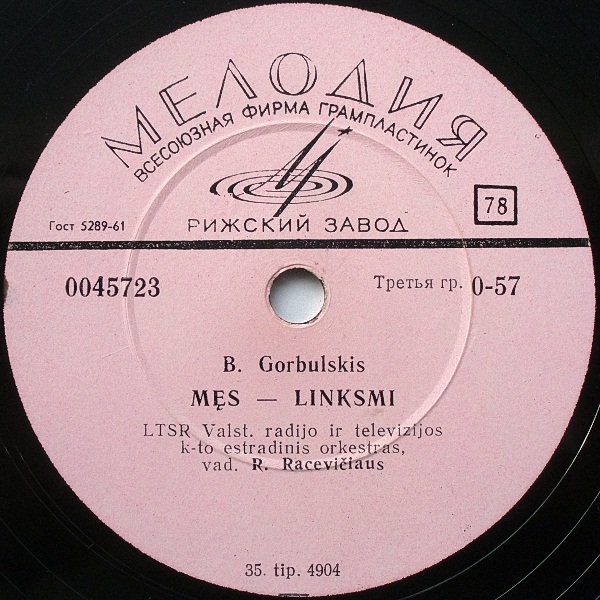 МЕЛОДИЯ
ВСЕСОЮЗНАЯ ФИРМА ГРАМПЛАСТИНОК
78
Гост 5289-61
РИЖСКИЙ ЗАВОД
0045723
Третья гр. 0-57
B. Gorbulskis
MĘS — LINKSMI
LTSR Valst. radijo ir televizijos
k-to estradinis orkestras,
vad. R. Racevičiaus
35. tip. 4904